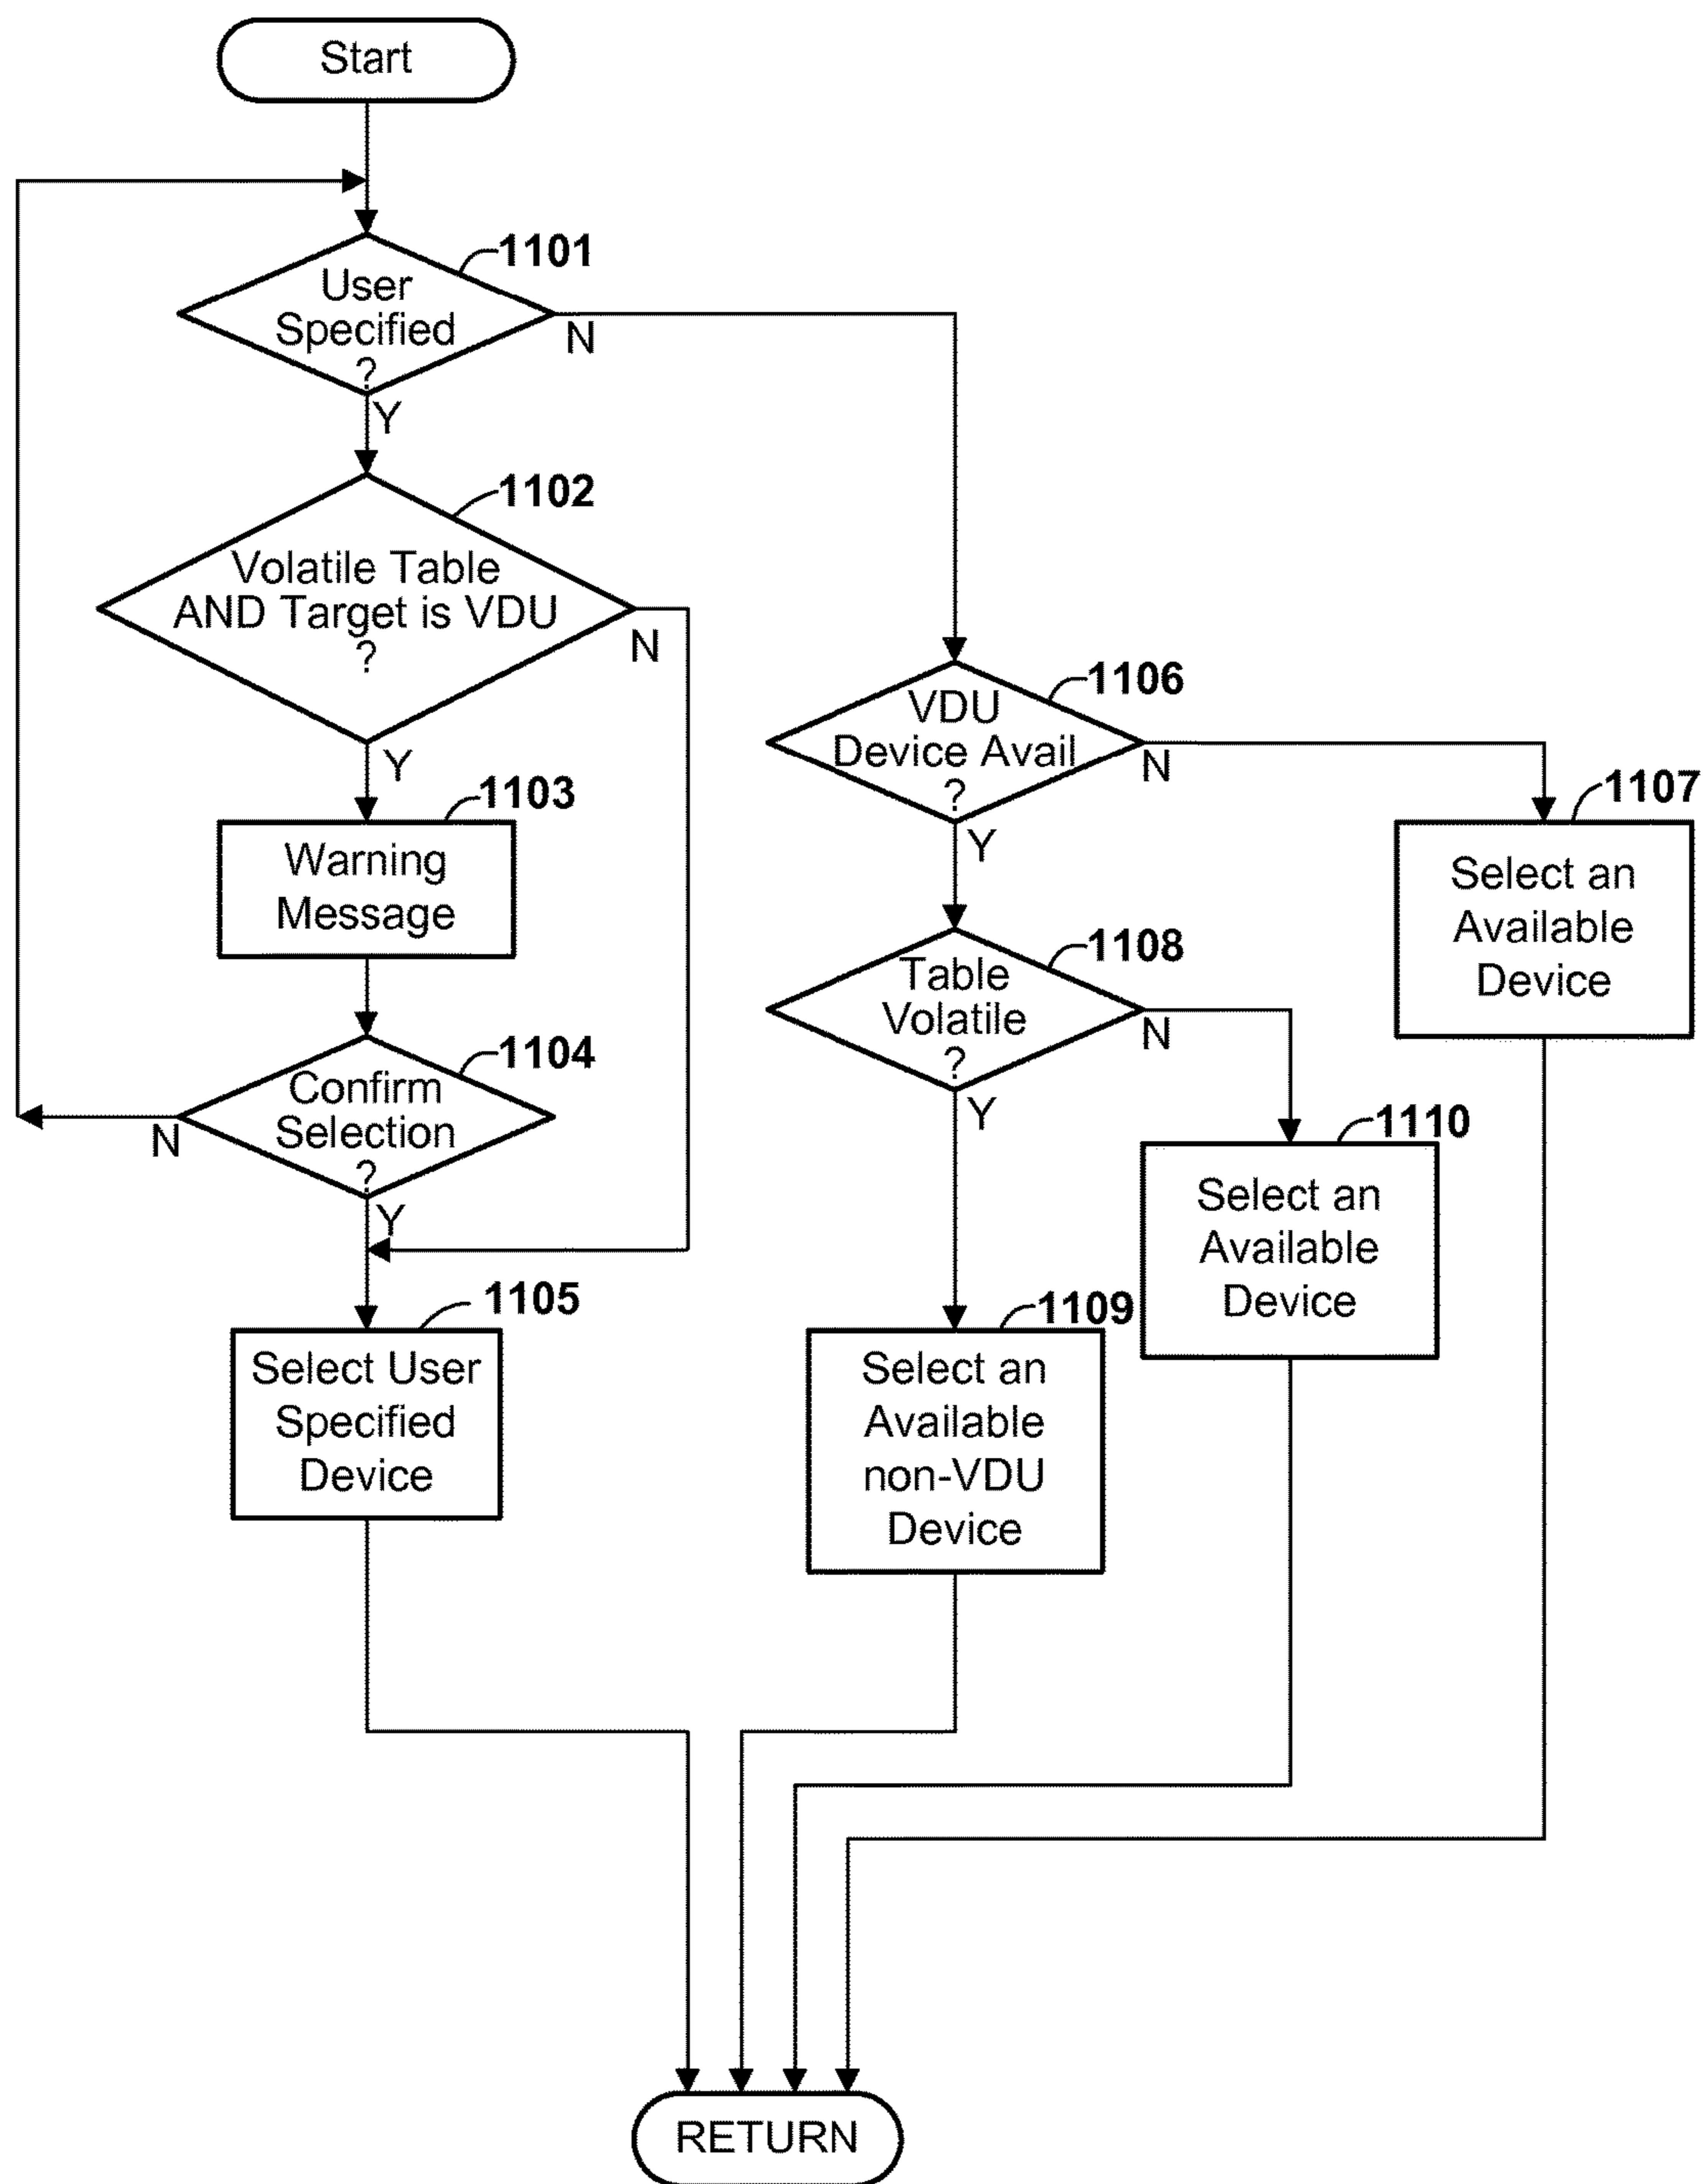 Start
1101
User
Specified
?
N
Y
1102
Volatile Table
AND Target is VDU
?
N
Y
1103
Warning
Message
1104
Confirm
Selection
?
N
Y
1105
Select User
Specified
Device
1106
VDU
Device Avail
?
N
Y
1107
Select an
Available
Device
1108
Table
Volatile
?
N
Y
1110
Select an
Available
Device
1109
Select an
Available
non-VDU
Device
RETURN